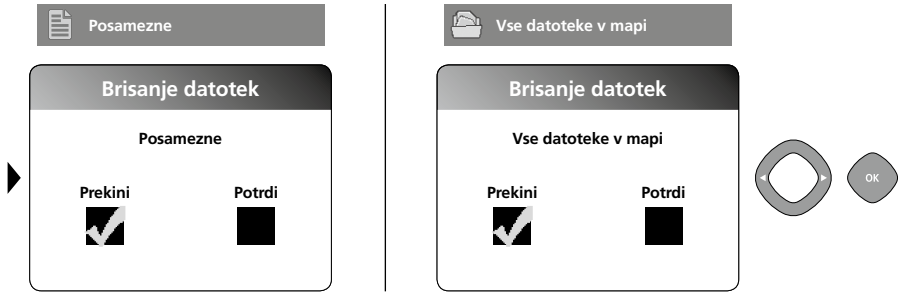 Posamezne
Brisanje datotek
Posamezne
Prekini Potrdi
Vse datoteke v mapi
Brisanje datotek
Vse datoteke v mapi
Prekini Potrdi
OK